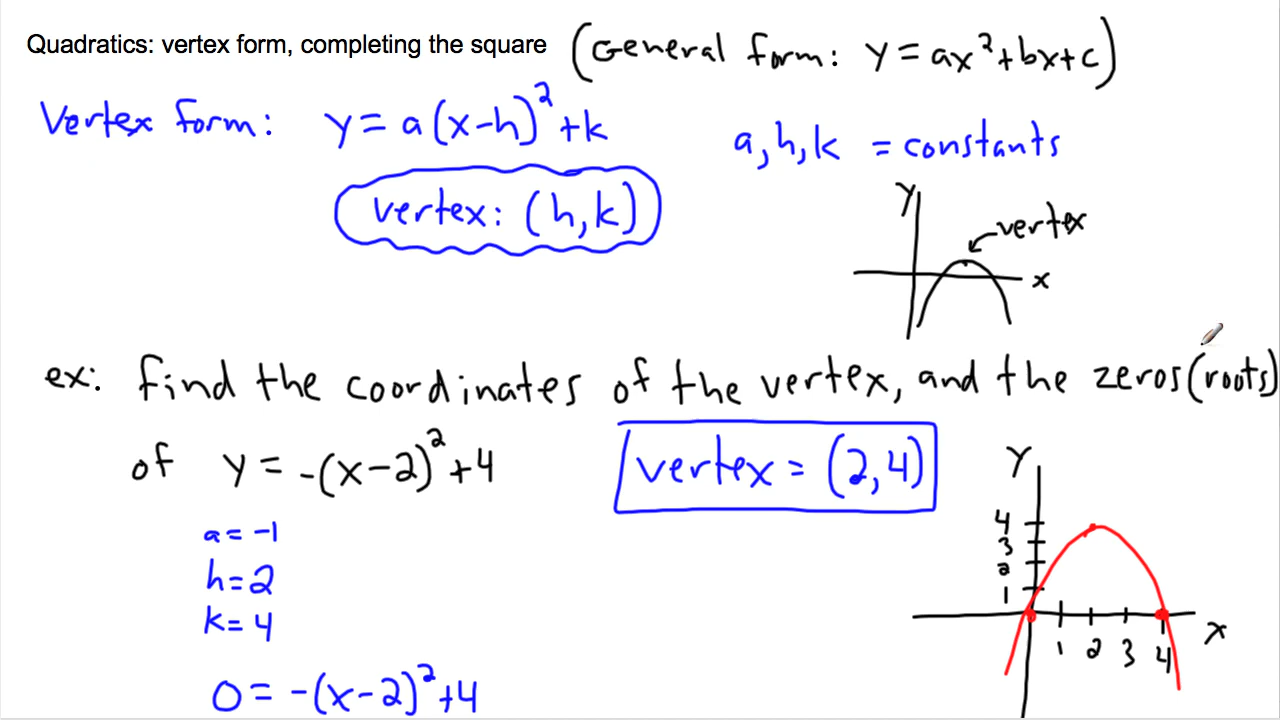 Quadratics: vertex form, completing the square (General form: y = ax²+bx+c)
Vertex form: y = a(x-h)²+k
a,h,k = constants
vertex: (h,k)
y
vertex
x
ex: Find the coordinates of the vertex, and the zeros(roots)
of y = -(x-2)²+4
vertex = (2,4)
a = -1
h=2
k= 4
0 = -(x-2)²+4
Y
4
3
2
1
1 2 3 4
x